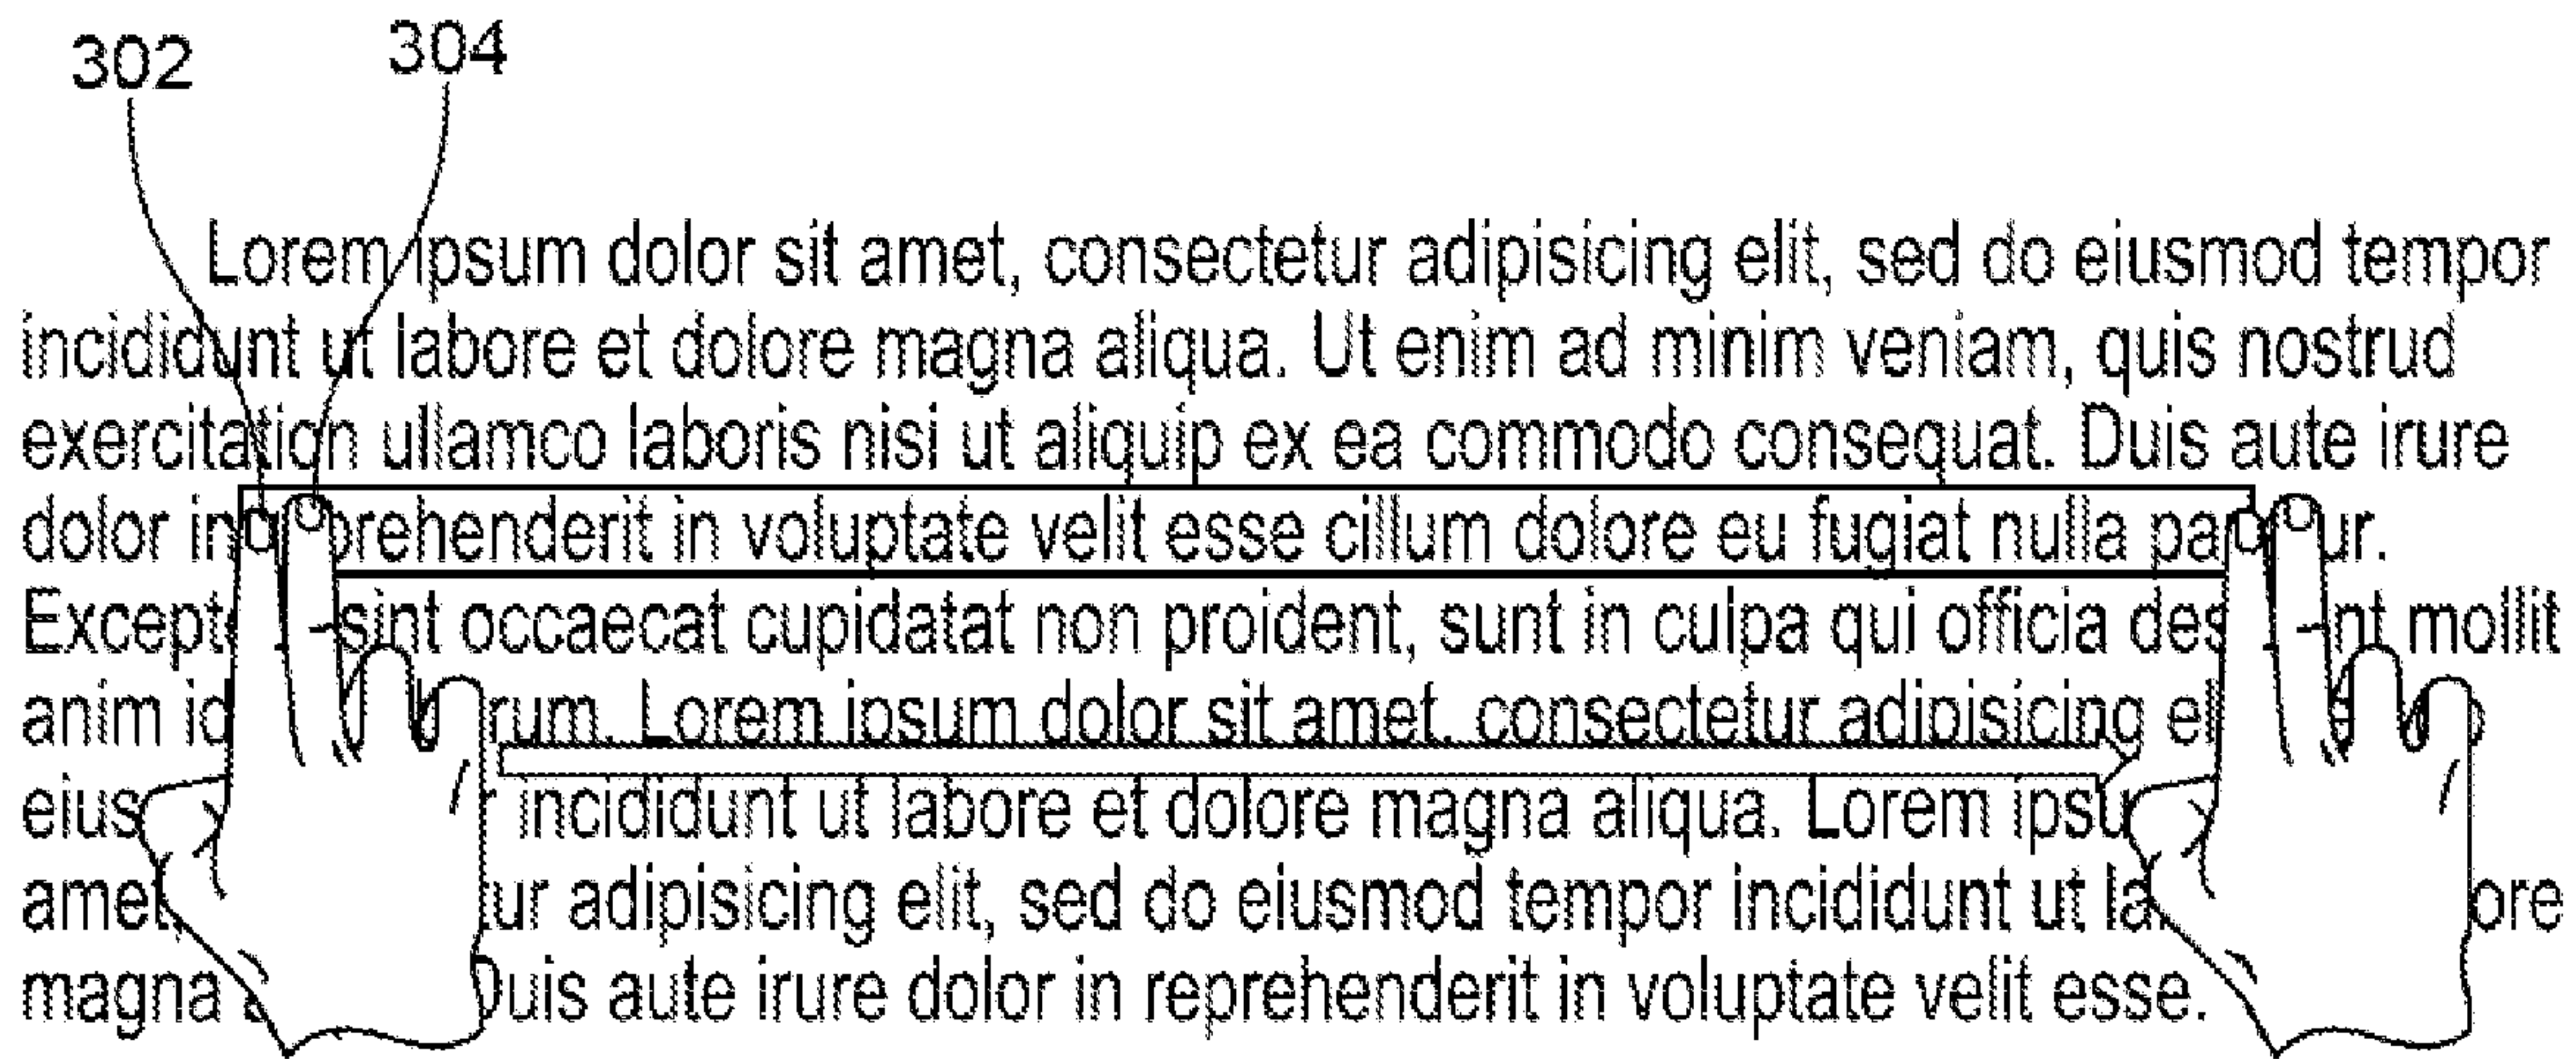 302 304
Lorem ipsum dolor sit amet, consectetur adipisicing elit, sed do eiusmod tempor
incididunt ut labore et dolore magna aliqua. Ut enim ad minim veniam, quis nostrud
exercitation ullamco laboris nisi ut aliquip ex ea commodo consequat. Duis aute irure
dolor in prehenderit in voluptate velit esse cillum dolore eu fugiat nulla pa ur.
Except sint occaecat cupidatat non proident, sunt in culpa qui officia des nt mollit
anim id rum. Lorem ipsum dolor sit amet, consectetur adipisicing el
eius r incididunt ut labore et dolore magna aliqua. Lorem ipsu
amet, tur adipisicing elit, sed do eiusmod tempor incididunt ut la ore
magna Duis aute irure dolor in reprehenderit in voluptate velit esse.